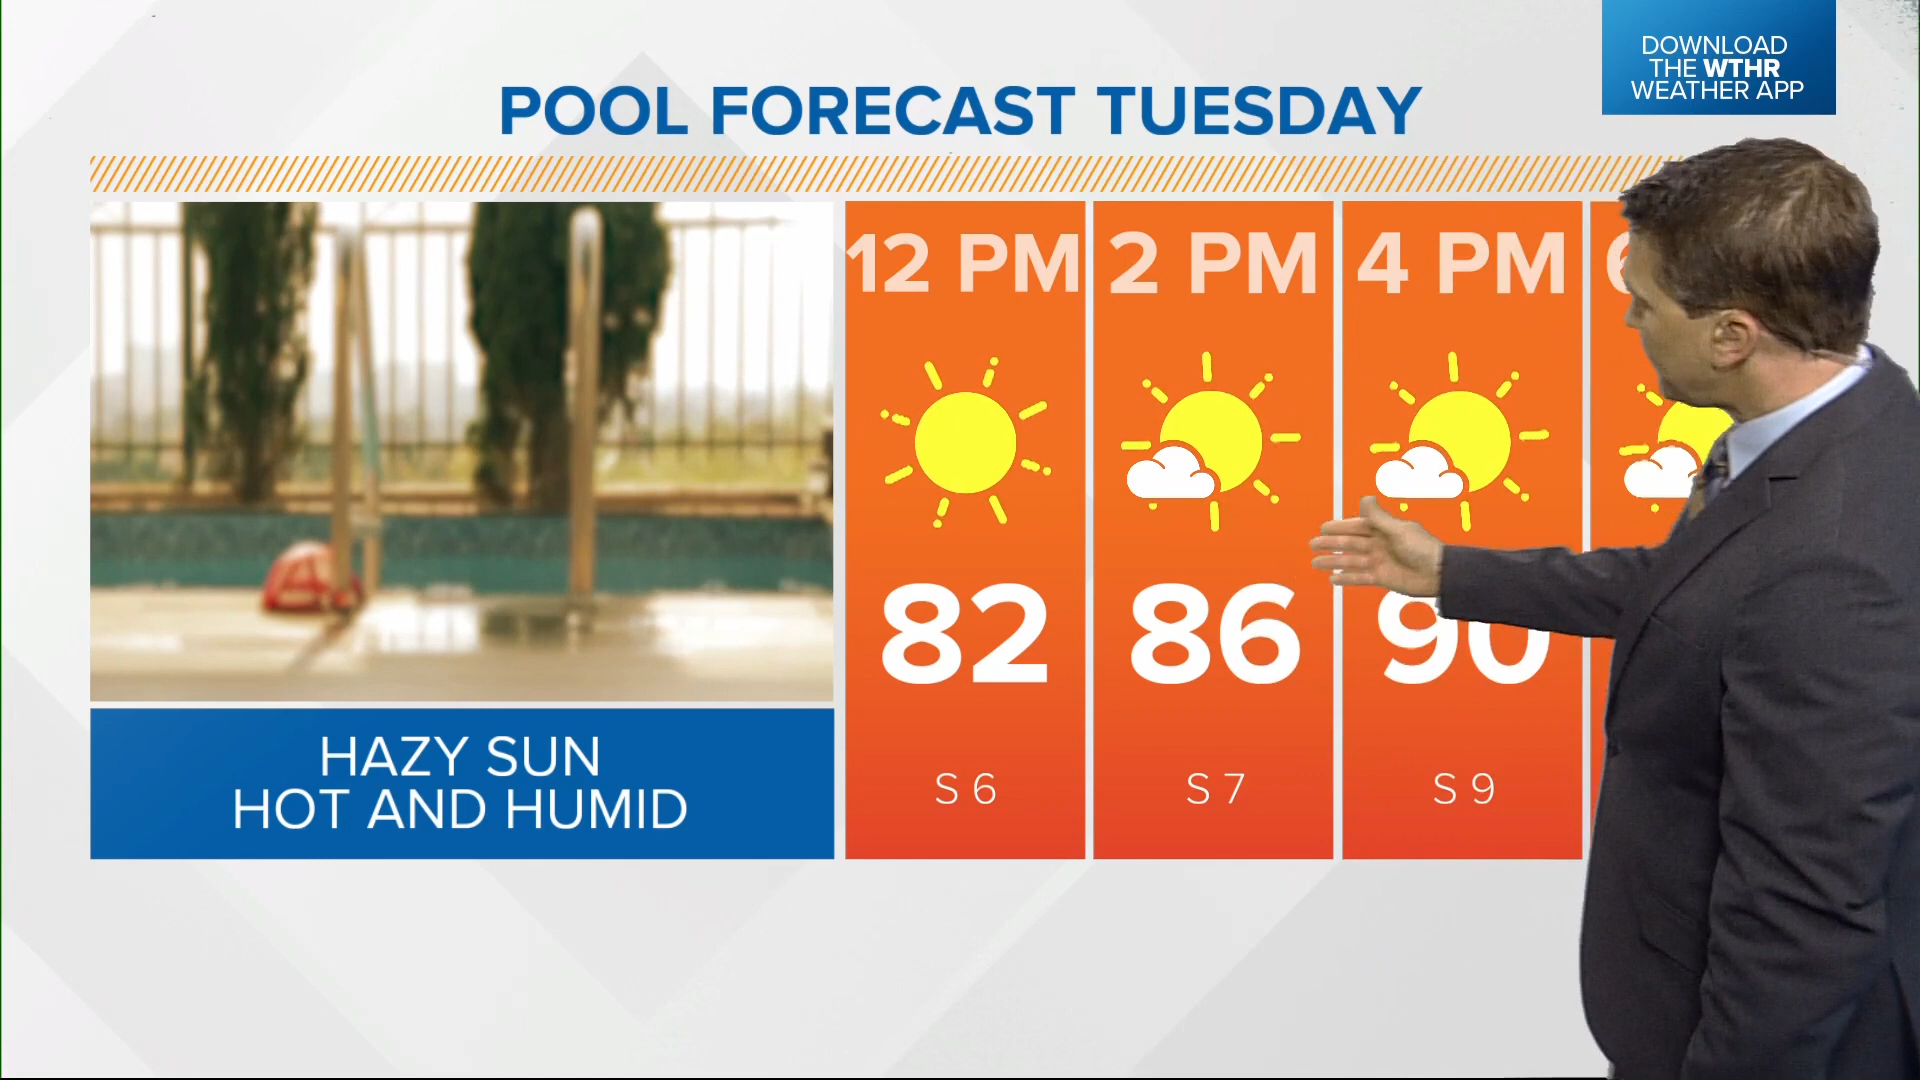 DOWNLOAD
THE WTHR
WEATHER APP
POOL FORECAST TUESDAY
12 PM
2 PM
4 PM
82
86
90
S 6
S 7
S 9
HAZY SUN
HOT AND HUMID